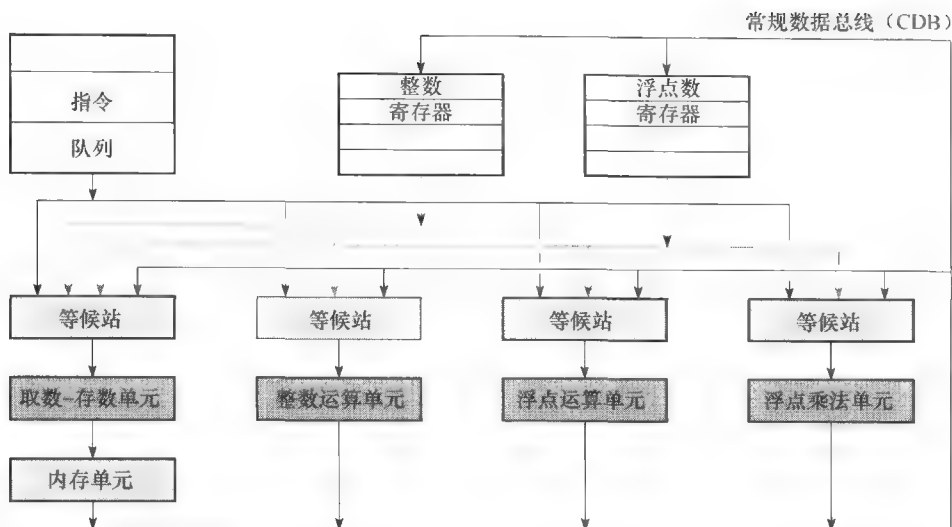 常规数据总线（CDB）
指令
队列
整数
寄存器
浮点数
寄存器
等候站
等候站
等候站
等候站
取数-存数单元
整数运算单元
浮点运算单元
浮点乘法单元
内存单元